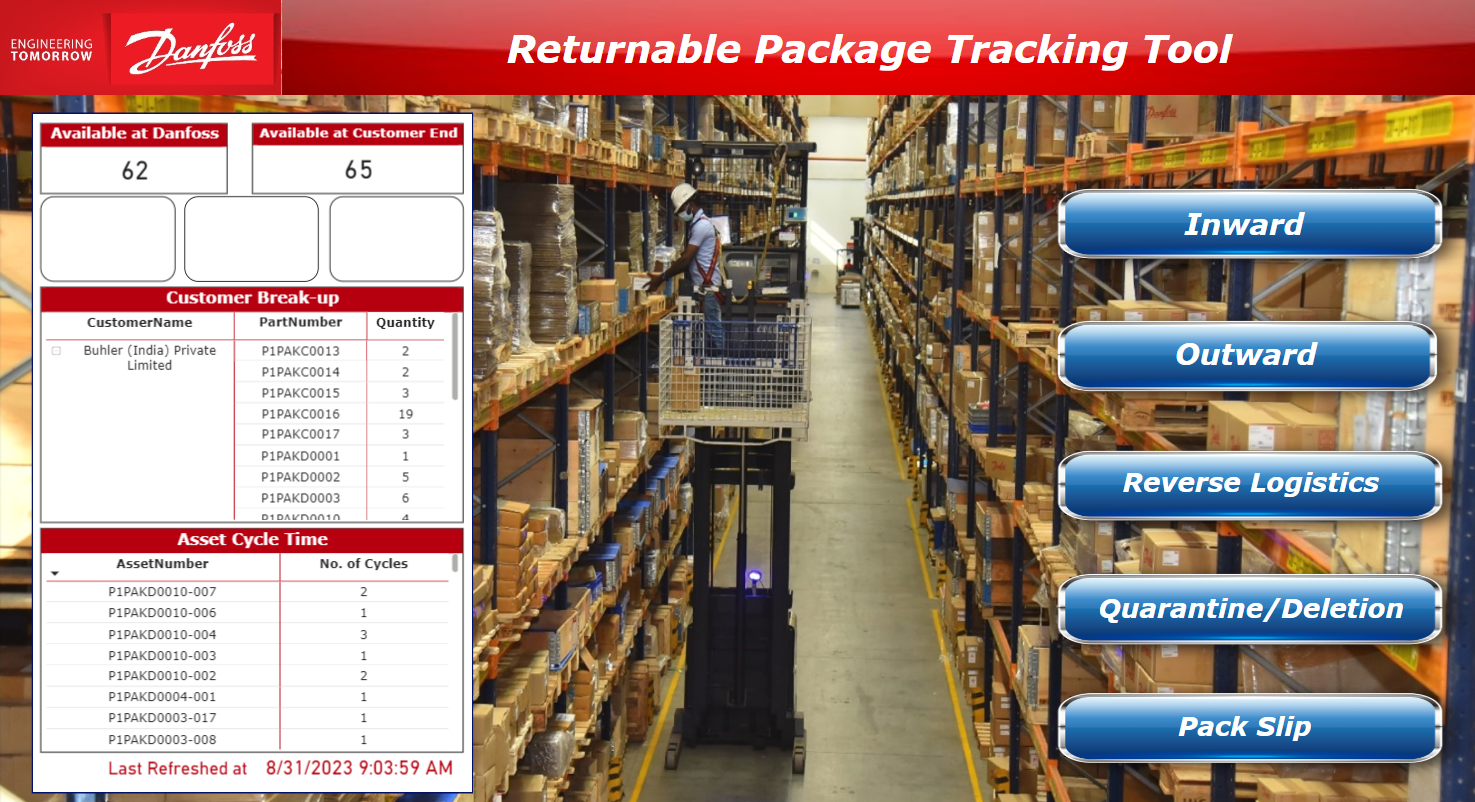 ENGINEERING
TOMORROW
Danfoss
Returnable Package Tracking Tool
Available at Danfoss
62
Available at Customer End
65
Customer Break-up
CustomerName PartNumber Quantity
Buhler (India) Private
Limited
P1PAKC0013 2
P1PAKC0014 2
P1PAKC0015 3
P1PAKC0016 19
P1PAKC0017 3
P1PAKD0001 1
P1PAKD0002 5
P1PAKD0003 6
P1PAKD0010 4
Asset Cycle Time
AssetNumber No. of Cycles
P1PAKD0010-007 2
P1PAKD0010-006 1
P1PAKD0010-004 3
P1PAKD0010-003 1
P1PAKD0010-002 2
P1PAKD0004-001 1
P1PAKD0003-017 1
P1PAKD0003-008 1
Last Refreshed at 8/31/2023 9:03:59 AM
Inward
Outward
Reverse Logistics
Quarantine/Deletion
Pack Slip
Danfoss